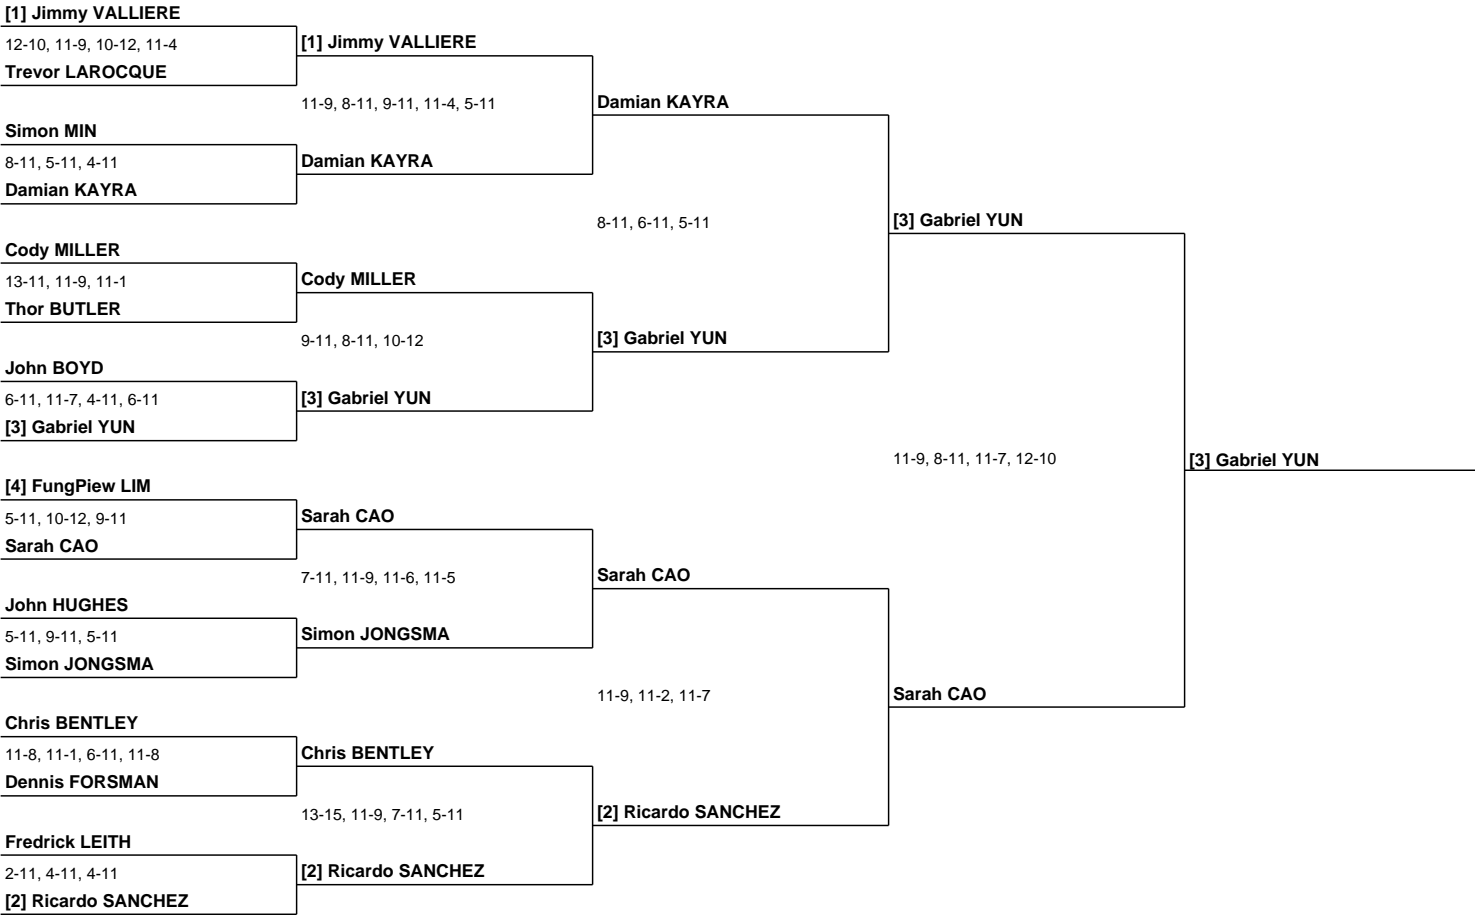 [1] Jimmy VALLIERE
12-10, 11-9, 10-12, 11-4
Trevor LAROCQUE
Simon MIN
8-11, 5-11, 4-11
Damian KAYRA
Cody MILLER
13-11, 11-9, 11-1
Thor BUTLER
John BOYD
6-11, 11-7, 4-11, 6-11
[3] Gabriel YUN
[4] FungPiew LIM
5-11, 10-12, 9-11
Sarah CAO
John HUGHES
5-11, 9-11, 5-11
Simon JONGSMA
Chris BENTLEY
11-8, 11-1, 6-11, 11-8
Dennis FORSMAN
Fredrick LEITH
2-11, 4-11, 4-11
[2] Ricardo SANCHEZ
[1] Jimmy VALLIERE
11-9, 8-11, 9-11, 11-4, 5-11
Damian KAYRA
Cody MILLER
9-11, 8-11, 10-12
[3] Gabriel YUN
Sarah CAO
7-11, 11-9, 11-6, 11-5
Simon JONGSMA
Chris BENTLEY
13-15, 11-9, 7-11, 5-11
[2] Ricardo SANCHEZ
Damian KAYRA
8-11, 6-11, 5-11
[3] Gabriel YUN
Sarah CAO
11-9, 11-2, 11-7
[2] Ricardo SANCHEZ
[3] Gabriel YUN
11-9, 8-11, 11-7, 12-10
Sarah CAO
[3] Gabriel YUN